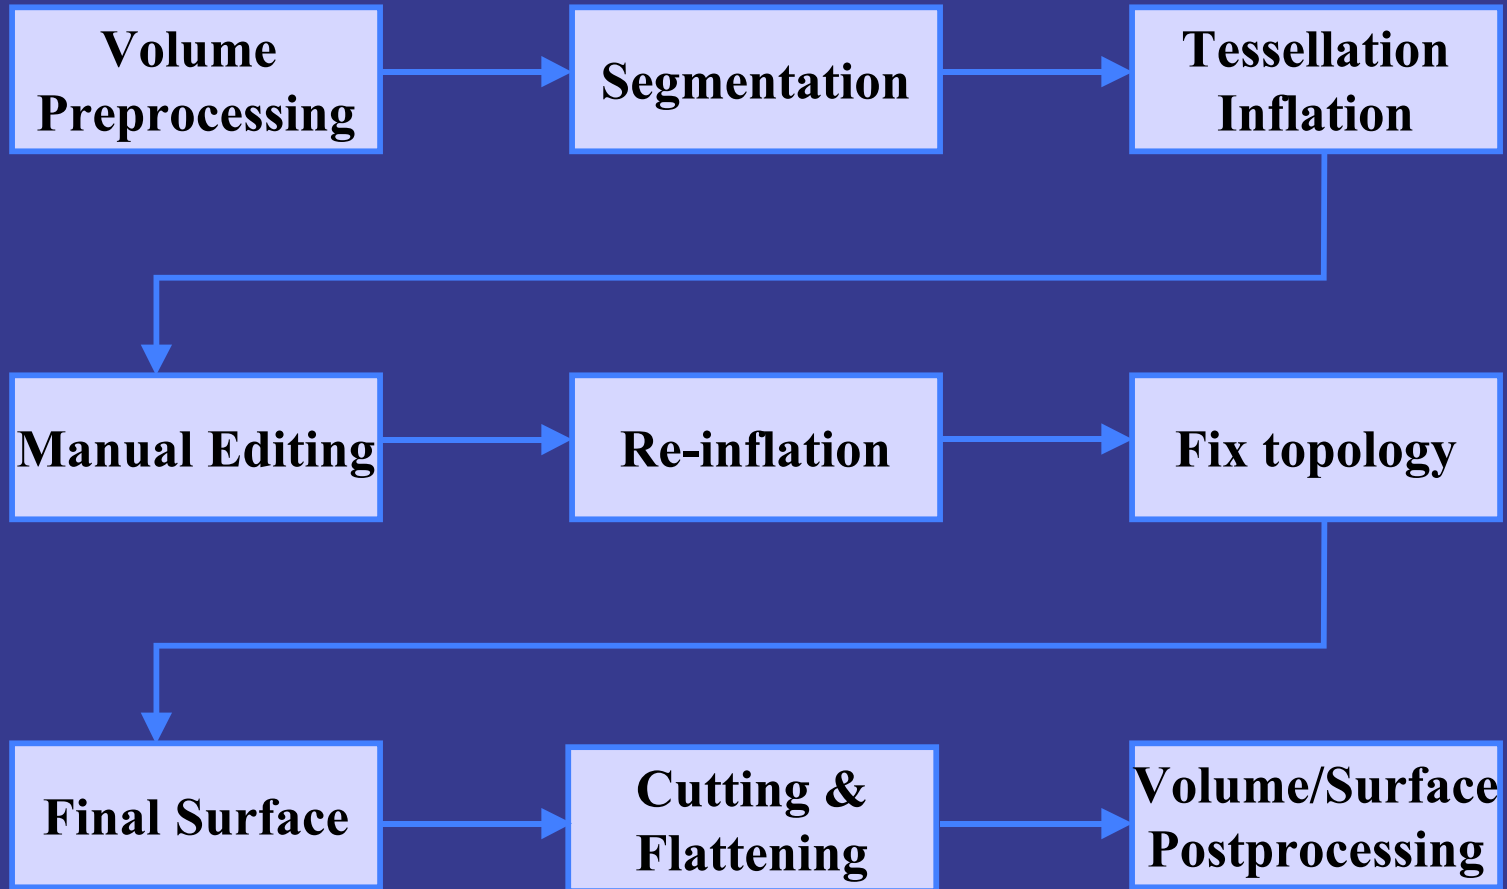 Volume
Preprocessing
Segmentation
Tessellation
Inflation
Manual Editing
Re-inflation
Fix topology
Final Surface
Cutting &
Flattening
Volume/Surface
Postprocessing